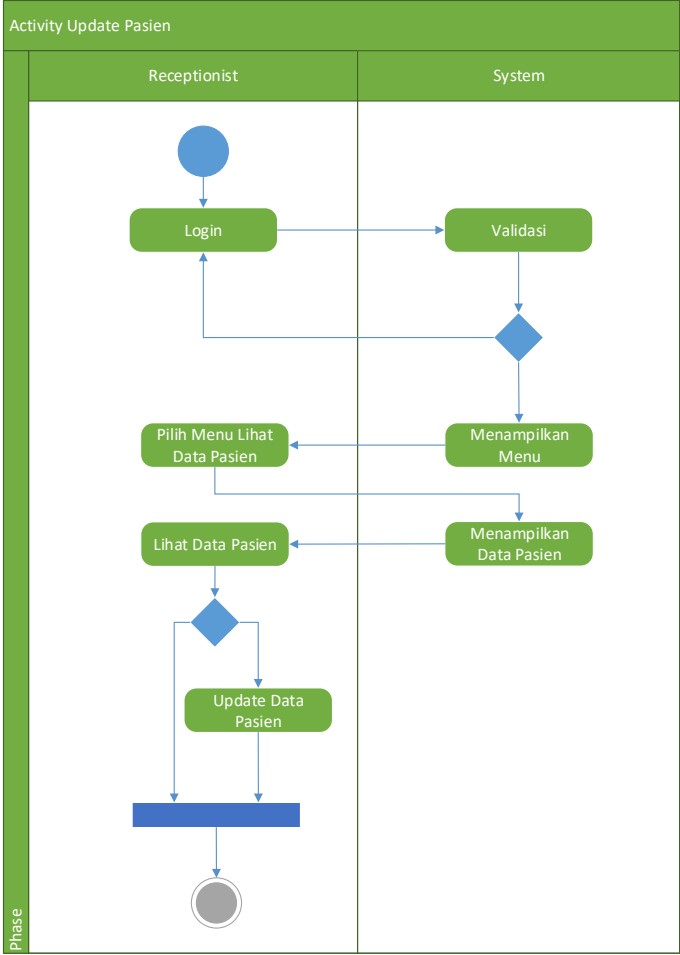 Activity Update Pasien
Receptionist
System
Login
Validasi
Pilih Menu Lihat
Data Pasien
Menampilkan
Menu
Lihat Data Pasien
Menampilkan
Data Pasien
Update Data
Pasien
Phase